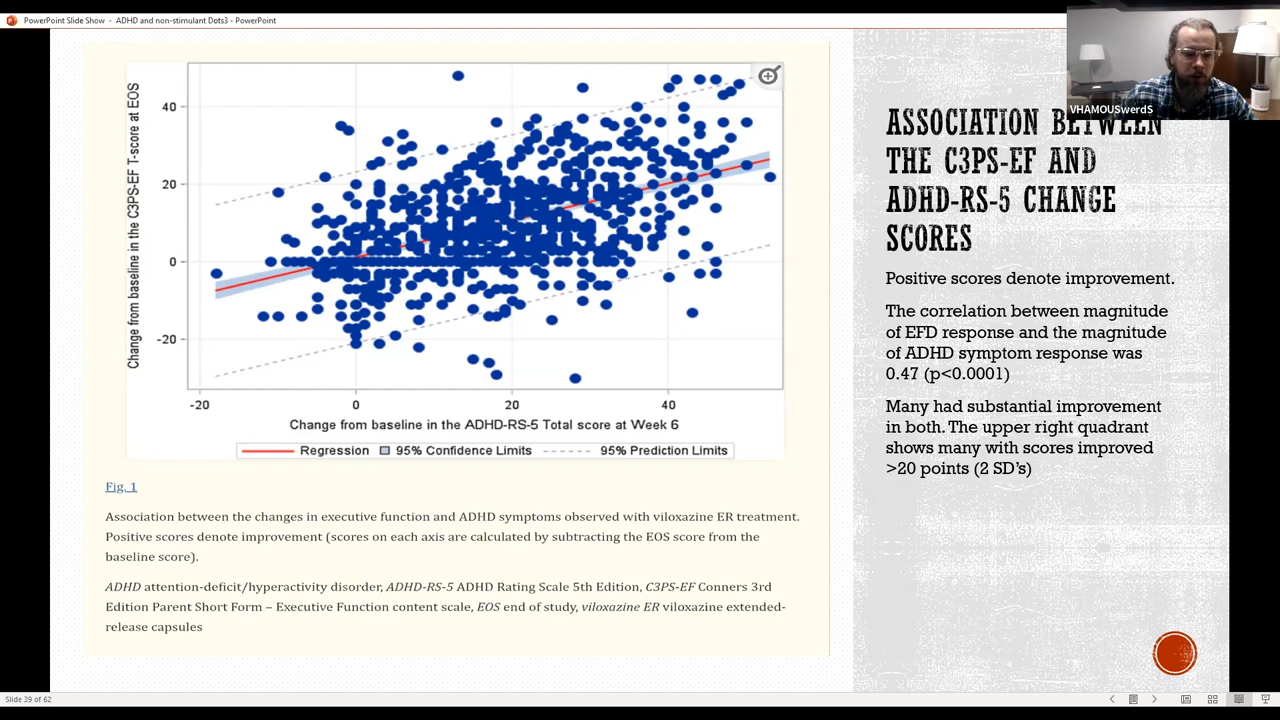 PowerPoint Slide Show - ADHD and non-stimulant Dots3 - PowerPoint
VHAMOUSwerdS
Change from baseline in the C3PS-EF T-score at EOS
40
20
0
-20
-20
0
20
40
Change from baseline in the ADHD-RS-5 Total score at Week 6
Regression
95% Confidence Limits
95% Prediction Limits
Fig. 1
Association between the changes in executive function and ADHD symptoms observed with viloxazine ER treatment.
Positive scores denote improvement (scores on each axis are calculated by subtracting the EOS score from the
baseline score).
ADHD attention-deficit/hyperactivity disorder, ADHD-RS-5 ADHD Rating Scale 5th Edition, C3PS-EF Conners 3rd
Edition Parent Short Form – Executive Function content scale, EOS end of study, viloxazine ER viloxazine extended-
release capsules
ASSOCIATION BETWEEN
THE C3PS-EF AND
ADHD-RS-5 CHANGE
SCORES
Positive scores denote improvement.
The correlation between magnitude
of EFD response and the magnitude
of ADHD symptom response was
0.47 (p<0.0001)
Many had substantial improvement
in both. The upper right quadrant
shows many with scores improved
>20 points (2 SD's)
Slide 39 of 62